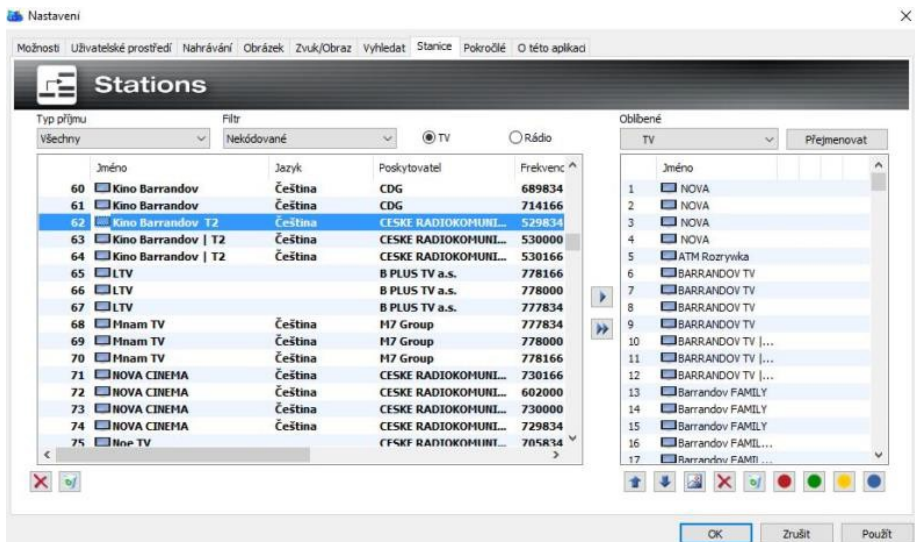 Nastavení
Možnosti Uživatelské prostředí Nahrávání Obrázek Zvuk/Obraz Vyhledat Stanice Pokročilé O této aplikaci
Stations
Typ příjmu Filtr
Všechny Nekódované TV Rádio
Jméno Jazyk Poskytovatel Frekvenc
60 Kino Barrandov Čeština CDG 689834
61 Kino Barrandov Čeština CDG 714166
62 Kino Barrandov T2 Čeština CESKE RADIOKOMUNI... 529834
63 Kino Barrandov | T2 Čeština CESKE RADIOKOMUNI... 530000
64 Kino Barrandov | T2 Čeština CESKE RADIOKOMUNI... 530166
65 LTV B PLUS TV a.s. 778166
66 LTV B PLUS TV a.s. 778000
67 LTV B PLUS TV a.s. 777834
68 Mnam TV Čeština M7 Group 777834
69 Mnam TV Čeština M7 Group 778000
70 Mnam TV Čeština M7 Group 778166
71 NOVA CINEMA Čeština CESKE RADIOKOMUNI... 730166
72 NOVA CINEMA Čeština CESKE RADIOKOMUNI... 602000
73 NOVA CINEMA Čeština CESKE RADIOKOMUNI... 730000
74 NOVA CINEMA Čeština CESKE RADIOKOMUNI... 729834
75 Noe TV CESKE RADIOKOMUNI... 705834
Oblíbené
TV Přejmenovat
Jméno
1 NOVA
2 NOVA
3 NOVA
4 NOVA
5 ATM Rozrywka
6 BARRANDOV TV
7 BARRANDOV TV
8 BARRANDOV TV
9 BARRANDOV TV
10 BARRANDOV TV |...
11 BARRANDOV TV |...
12 BARRANDOV TV |...
13 Barrandov FAMILY
14 Barrandov FAMILY
15 Barrandov FAMILY
16 Barrandov FAMIL...
17 Barrandov FAMIL...
OK Zrušit Použít